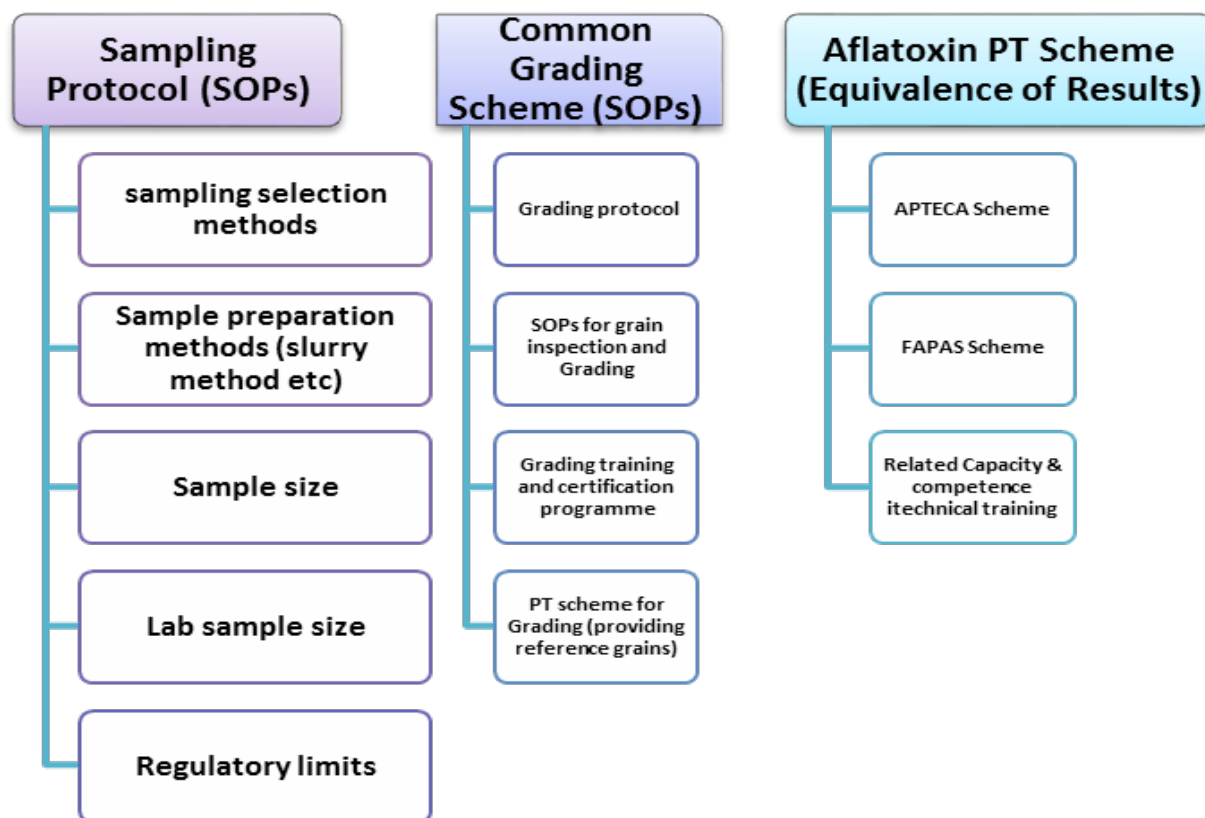 Sampling
Protocol (SOPs)
sampling selection
methods
Sample preparation
methods (slurry
method etc)
Sample size
Lab sample size
Regulatory limits
Common
Grading
Scheme (SOPs)
Grading protocol
SOPs for grain
inspection and
Grading
Grading training
and certification
programme
PT scheme for
Grading (providing
reference grains)
Aflatoxin PT Scheme
(Equivalence of Results)
APTECA Scheme
FAPAS Scheme
Related Capacity &
competence
itechnical training